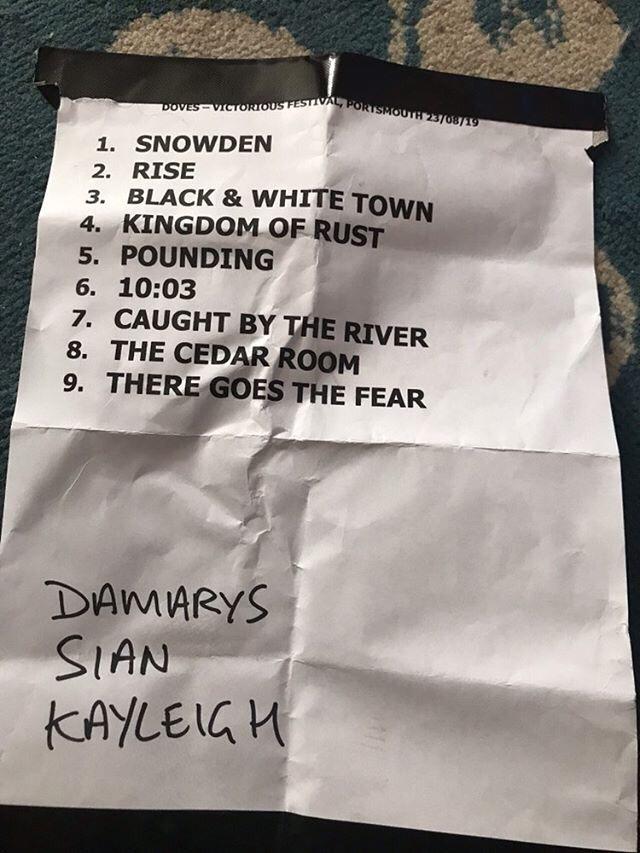 DOVES – VICTORIOUS FESTIVAL, PORTSMOUTH 23/08/19
1. SNOWDEN
2. RISE
3. BLACK & WHITE TOWN
4. KINGDOM OF RUST
5. POUNDING
6. 10:03
7. CAUGHT BY THE RIVER
8. THE CEDAR ROOM
9. THERE GOES THE FEAR
DAMARYS
SIAN
KAYLEIGH